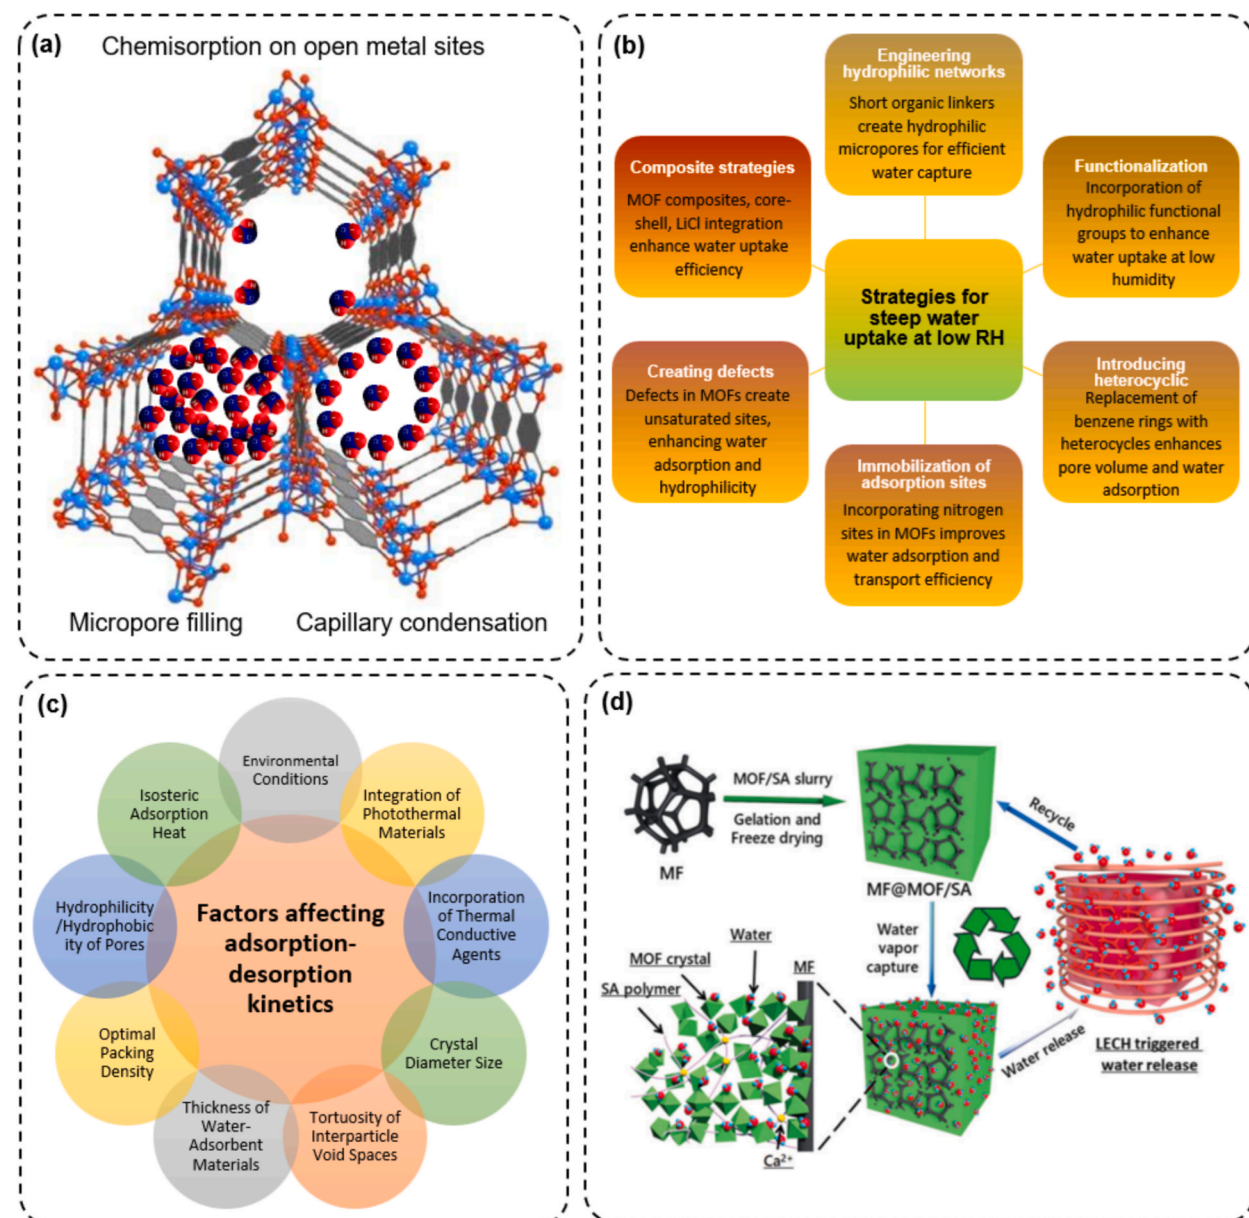 (a)
Chemisorption on open metal sites
Micropore filling
Capillary condensation
(b)
Engineering
hydrophilic networks
Short organic linkers
create hydrophilic
micropores for efficient
water capture
Composite strategies
MOF composites, core-
shell, LiCl integration
enhance water uptake
efficiency
Functionalization
Incorporation of
hydrophilic functional
groups to enhance
water uptake at low
humidity
Strategies for
steep water
uptake at low RH
Creating defects
Defects in MOFs create
unsaturated sites,
enhancing water
adsorption and
hydrophilicity
Introducing
heterocyclic
Replacement of
benzene rings with
heterocycles enhances
pore volume and water
adsorption
Immobilization of
adsorption sites
Incorporating nitrogen
sites in MOFs improves
water adsorption and
transport efficiency
(c)
Environmental
Conditions
Isosteric
Adsorption
Heat
Integration of
Photothermal
Materials
Hydrophilicity
/Hydrophobic
ity of Pores
Factors affecting
adsorption-
desorption
kinetics
Incorporation
of Thermal
Conductive
Agents
Optimal
Packing
Density
Crystal
Diameter Size
Thickness of
Water-
Adsorbent
Materials
Tortuosity of
Interparticle
Void Spaces
(d)
MF
MOF/SA slurry
Gelation and
Freeze drying
MF@MOF/SA
Recycle
Water
vapor
capture
Water
MOF crystal
SA polymer
MF
Ca²⁺
Water release
LECH triggered
water release